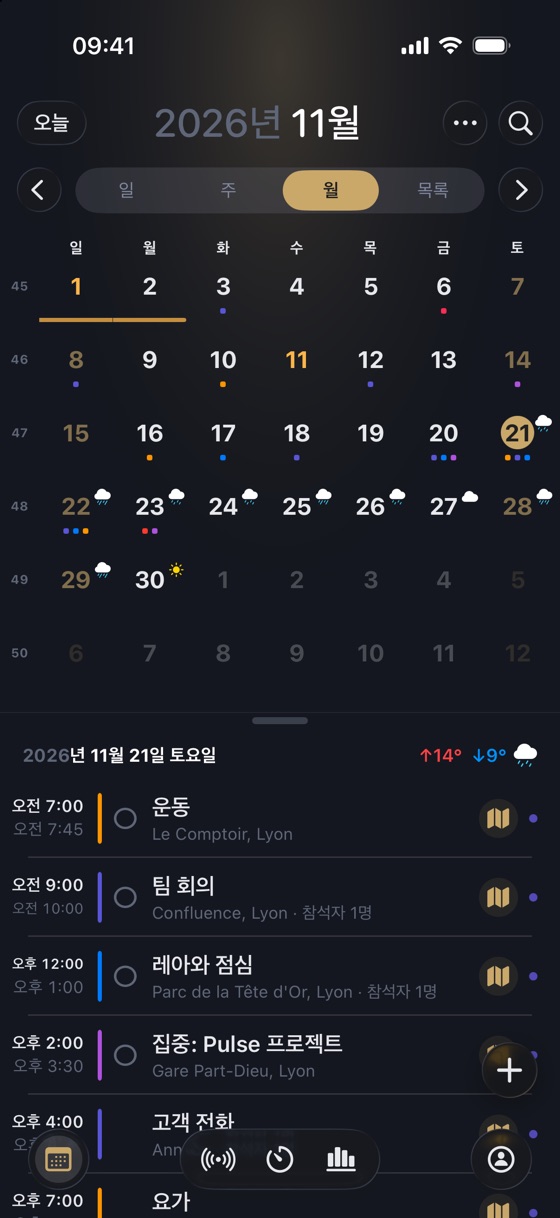 09:41
오늘
2026년 11월
일 주 월 목록
일 월 화 수 목 금 토
45 1 2 3 4 5 6 7
46 8 9 10 11 12 13 14
47 15 16 17 18 19 20 21
48 22 23 24 25 26 27 28
49 29 30 1 2 3 4 5
50 6 7 8 9 10 11 12
2026년 11월 21일 토요일 ↑14° ↓9°
오전 7:00 운동
오전 7:45 Le Comptoir, Lyon
오전 9:00 팀 회의
오전 10:00 Confluence, Lyon · 참석자 1명
오후 12:00 레아와 점심
오후 1:00 Parc de la Tête d'Or, Lyon · 참석자 1명
오후 2:00 집중: Pulse 프로젝트
오후 3:30 Gare Part-Dieu, Lyon
오후 4:00 고객 전화
오후 7:00 요가